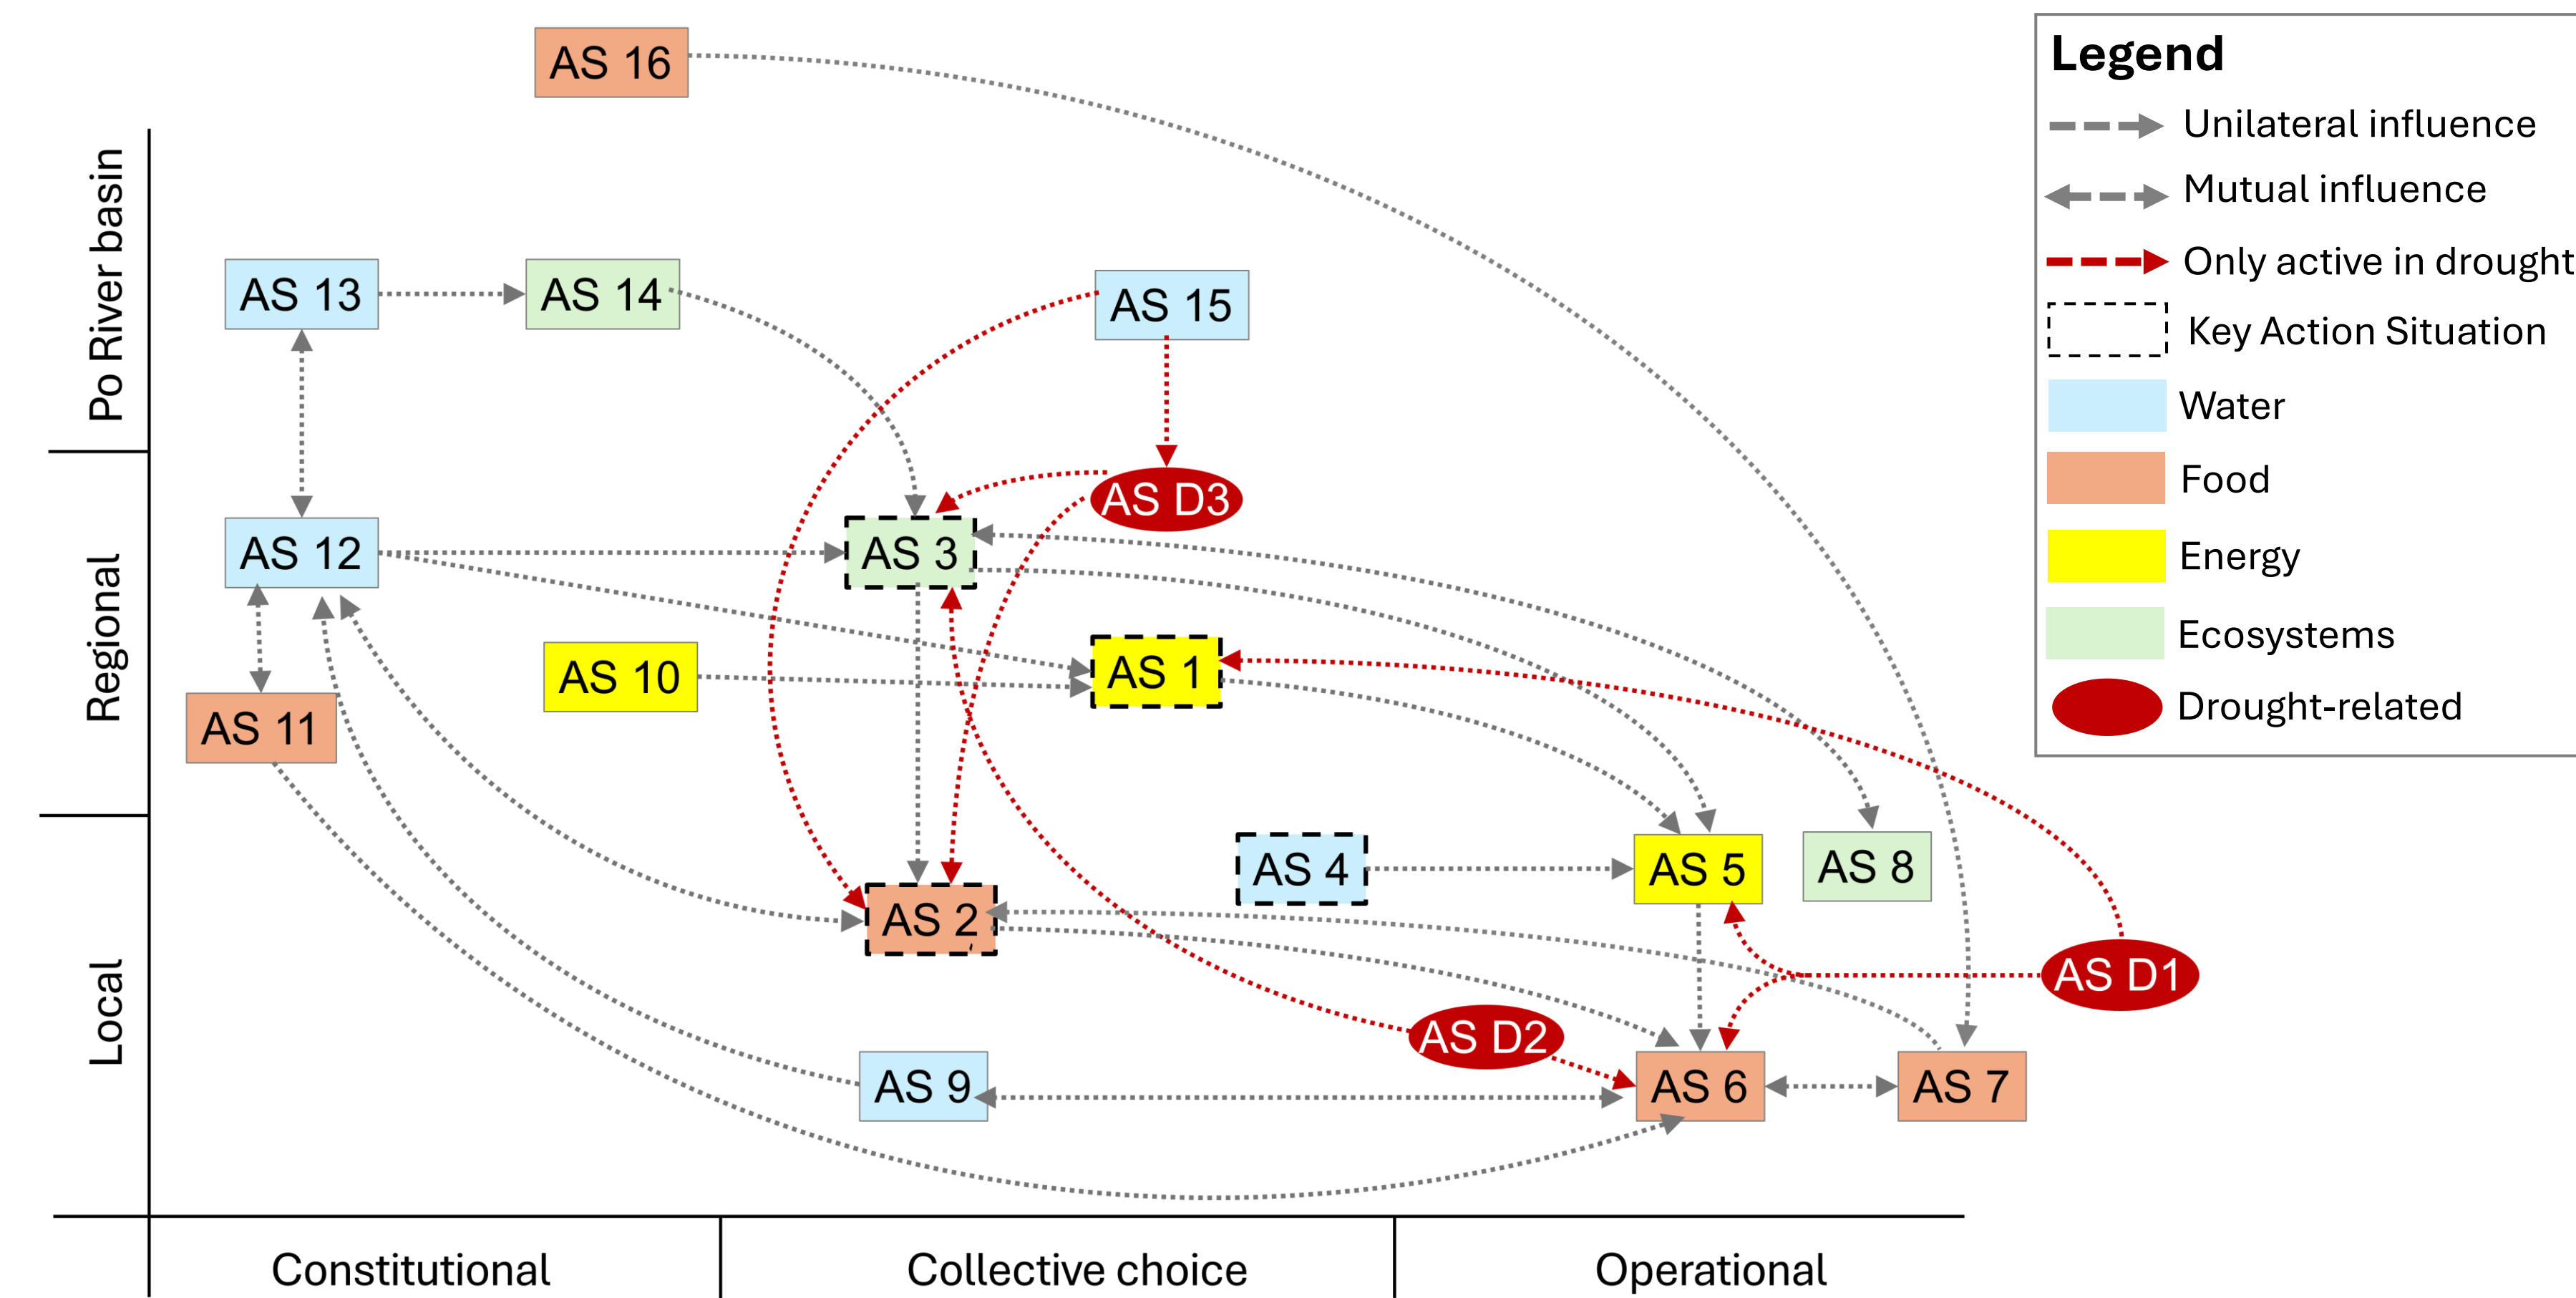 AS 16
Legend
Unilateral influence
Mutual influence
Only active in drought
Key Action Situation
Water
Food
Energy
Ecosystems
Drought-related
Po River basin
AS 13
AS 14
AS 15
AS D3
Regional
AS 12
AS 3
AS 10
AS 1
AS 11
Local
AS 4
AS 5
AS 8
AS 2
AS D1
AS D2
AS 9
AS 6
AS 7
Constitutional
Collective choice
Operational